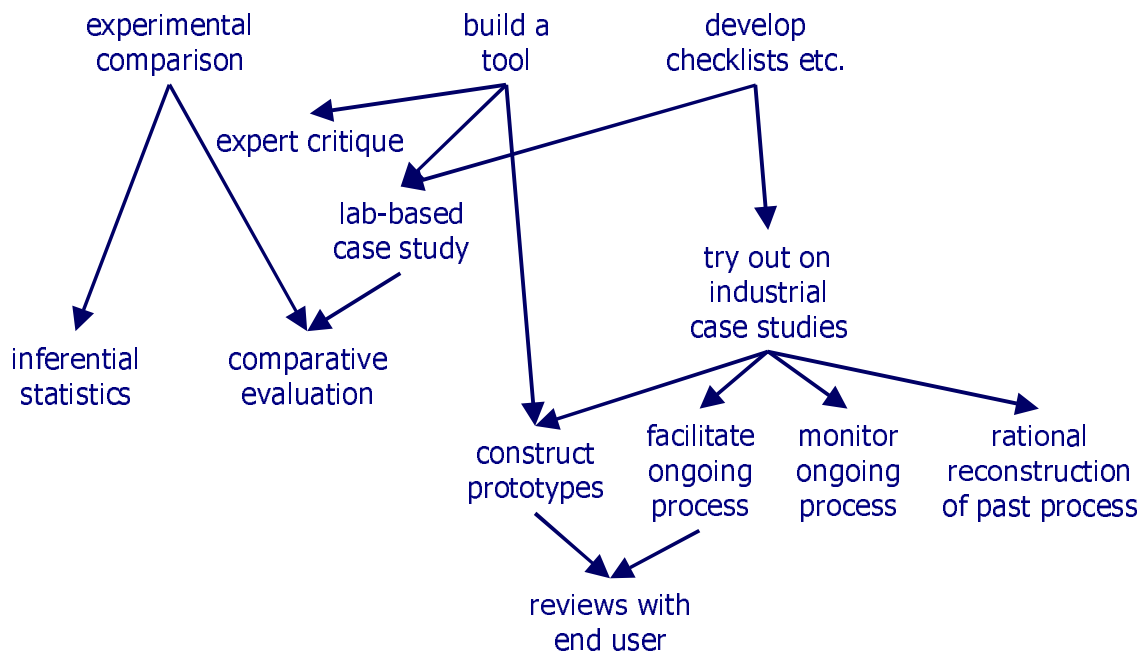 experimental
comparison
build a
tool
develop
checklists etc.
expert critique
lab-based
case study
try out on
industrial
case studies
inferential
statistics
comparative
evaluation
construct
prototypes
facilitate
ongoing
process
monitor
ongoing
process
rational
reconstruction
of past process
reviews with
end user